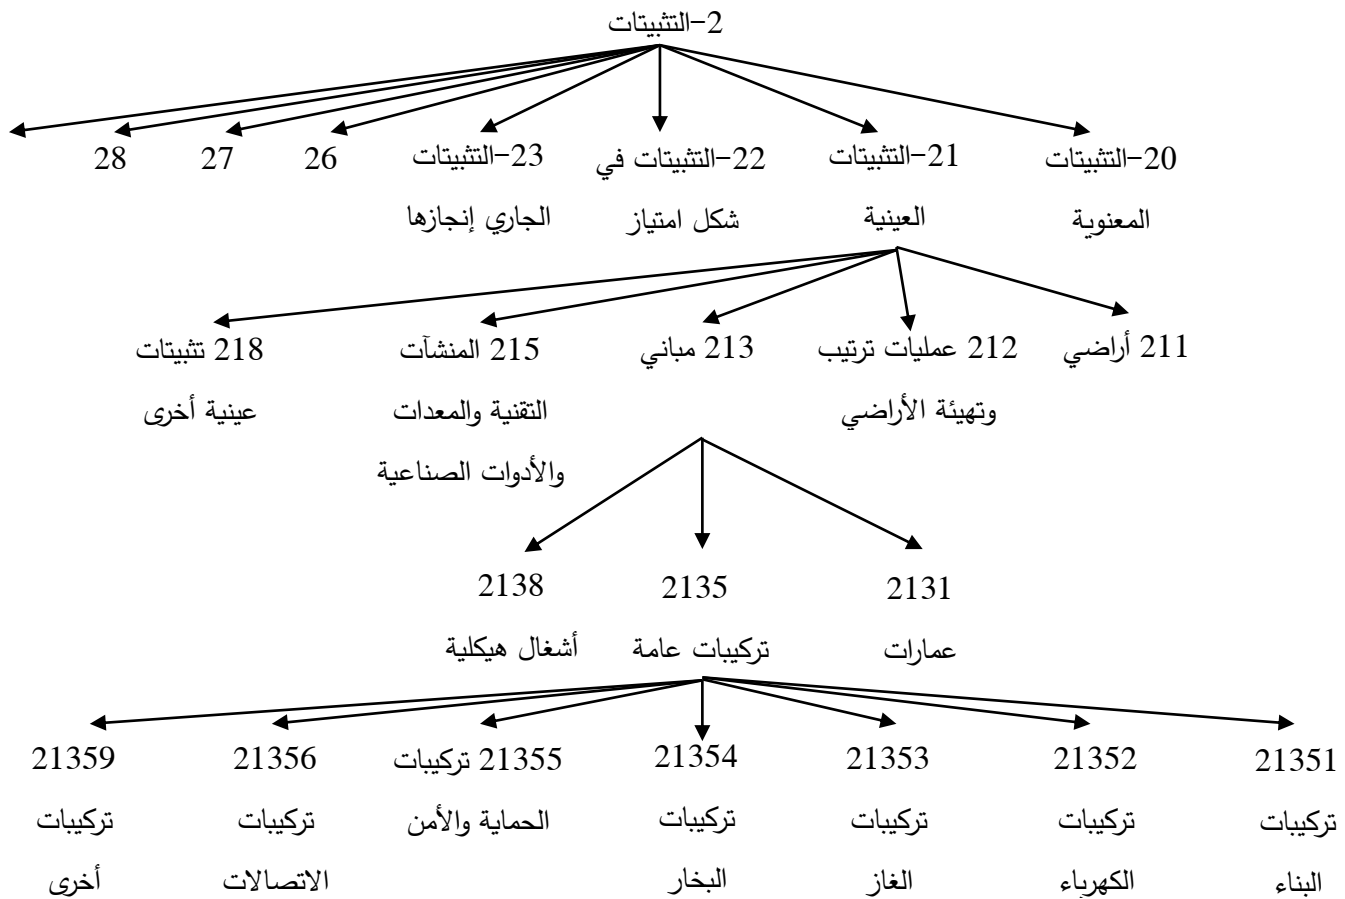 2-التثبيتات
20-التثبيتات
المعنوية
21-التثبيتات
العينية
22-التثبيتات في
شكل امتياز
23-التثبيتات
الجاري إنجازها
26
27
28
211 أراضي
212 عمليات ترتيب
وتهيئة الأراضي
213 مباني
215 المنشآت
التقنية والمعدات
والأدوات الصناعية
218 تثبيتات
عينية أخرى
2131
عمارات
2135
تركيبات عامة
2138
أشغال هيكلية
21351
تركيبات
البناء
21352
تركيبات
الكهرباء
21353
تركيبات
الغاز
21354
تركيبات
البخار
21355 تركيبات
الحماية والأمن
21356
تركيبات
الاتصالات
21359
تركيبات
أخرى